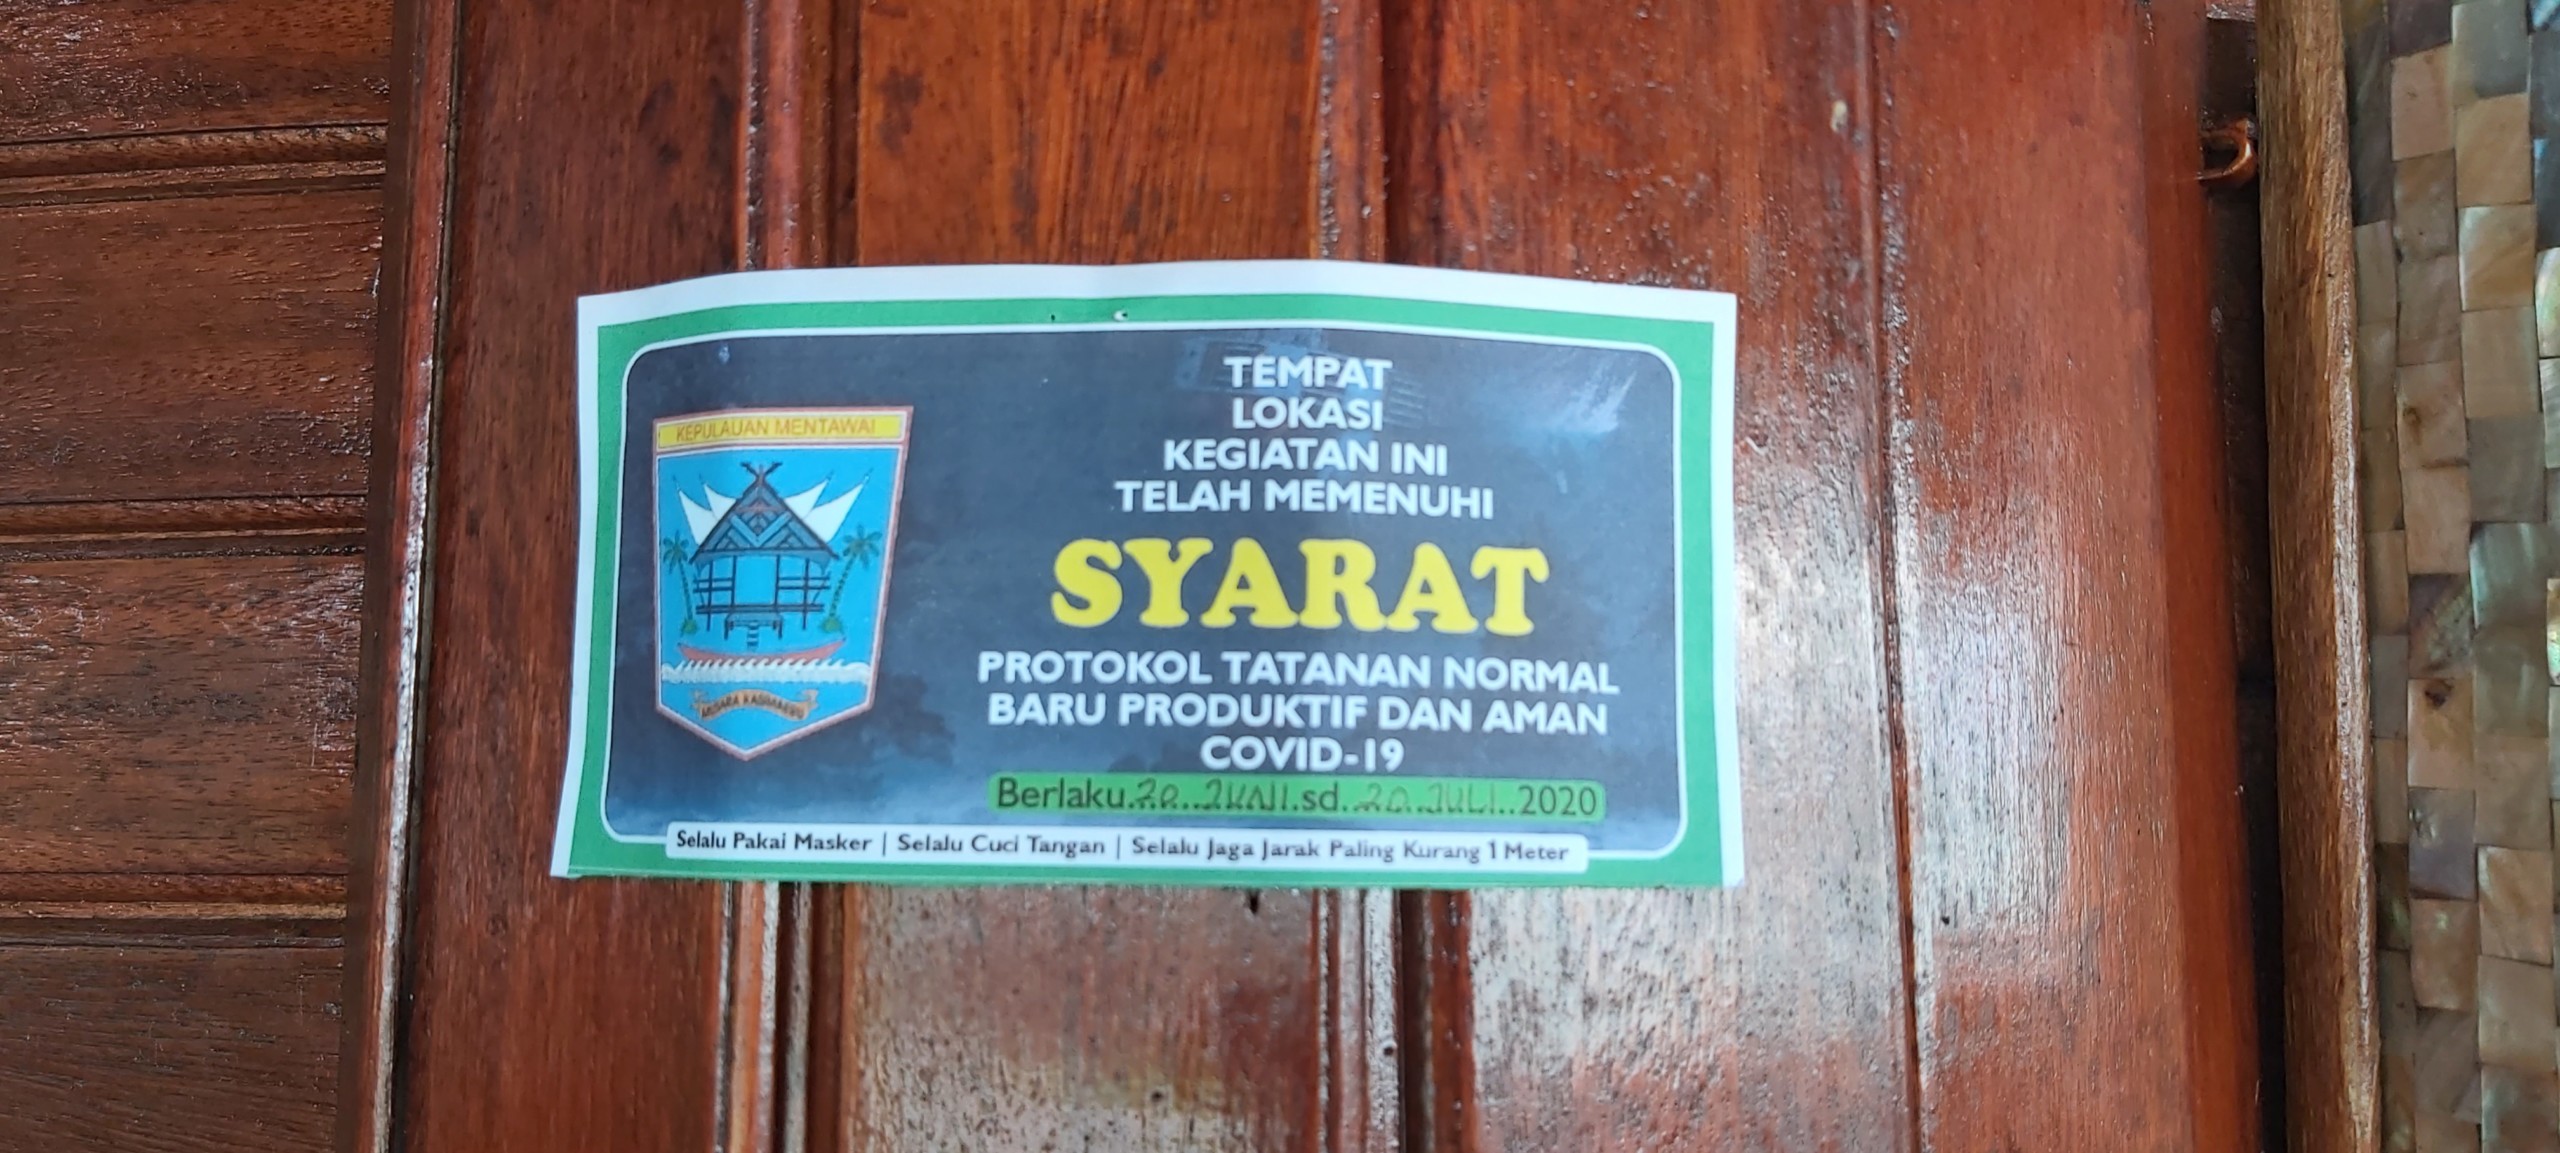 KEPULAUAN MENTAWAI
TEMPAT
LOKASI
KEGIATAN INI
TELAH MEMENUHI
SYARAT
PROTOKOL TATANAN NORMAL
BARU PRODUKTIF DAN AMAN
COVID-19
Berlaku.20..JUNI.sd..20.JULI..2020
Selalu Pakai Masker | Selalu Cuci Tangan | Selalu Jaga Jarak Paling Kurang 1 Meter